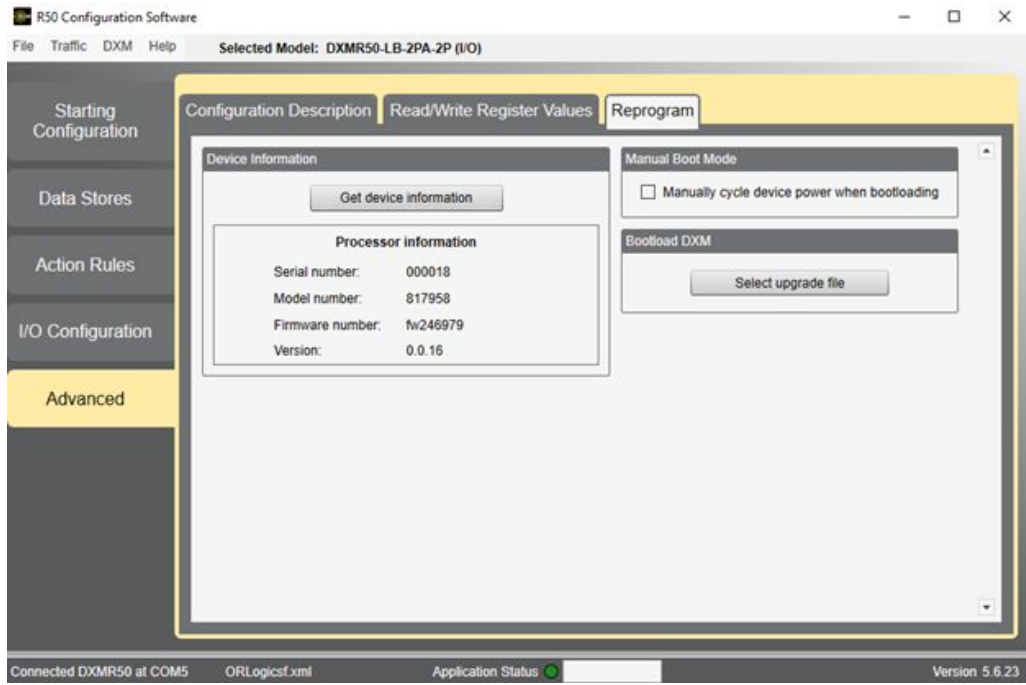 R50 Configuration Software
File Traffic DXM Help Selected Model: DXMR50-LB-2PA-2P (I/O)
Starting
Configuration
Data Stores
Action Rules
I/O Configuration
Advanced
Configuration Description Read/Write Register Values Reprogram
Device Information
Get device information
Processor information
Serial number: 000018
Model number: 817958
Firmware number: fw246979
Version: 0.0.16
Manual Boot Mode
Manually cycle device power when bootloading
Bootload DXM
Select upgrade file
Connected DXMR50 at COM5 ORLogicsf.xml Application Status Version 5.6.23